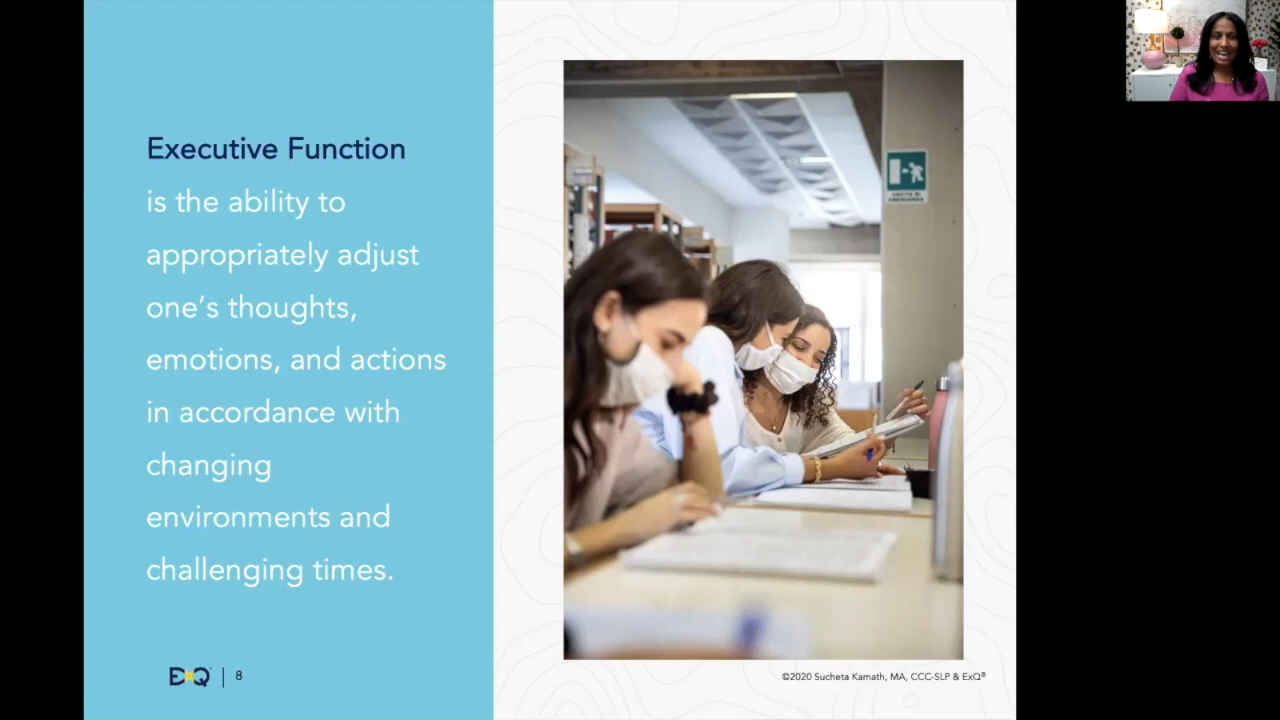 Executive Function
is the ability to
appropriately adjust
one's thoughts,
emotions, and actions
in accordance with
changing
environments and
challenging times.
ExQ® | 8
©2020 Sucheta Kamath, MA, CCC-SLP & ExQ®